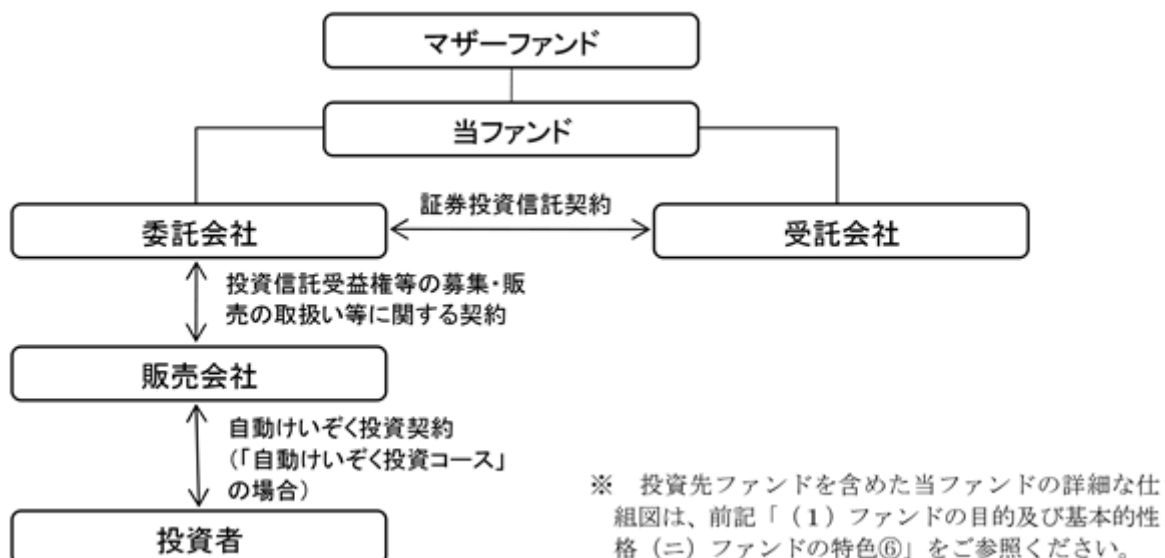 マザーファンド
当ファンド
証券投資信託契約
委託会社
受託会社
投資信託受益権等の募集・販
売の取扱い等に関する契約
販売会社
自動けいぞく投資契約
(「自動けいぞく投資コース」
の場合)
投資者
※ 投資先ファンドを含めた当ファンドの詳細な仕
組図は、前記「(1)ファンドの目的及び基本的性
格(ニ)ファンドの特色⑥」をご参照ください。